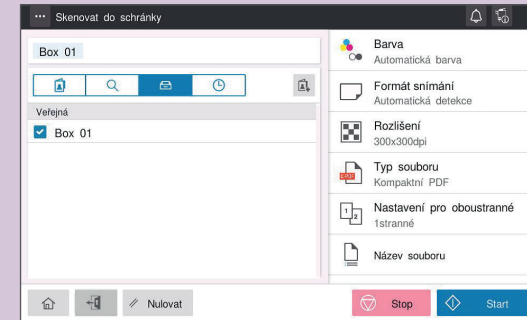 Skenovat do schránky
Box 01
Veřejná
Box 01
Barva
Automatická barva
Formát snímání
Automatická detekce
Rozlišení
300x300dpi
Typ souboru
Kompaktní PDF
Nastavení pro oboustranné
1stranné
Název souboru
Nulovat
Stop
Start